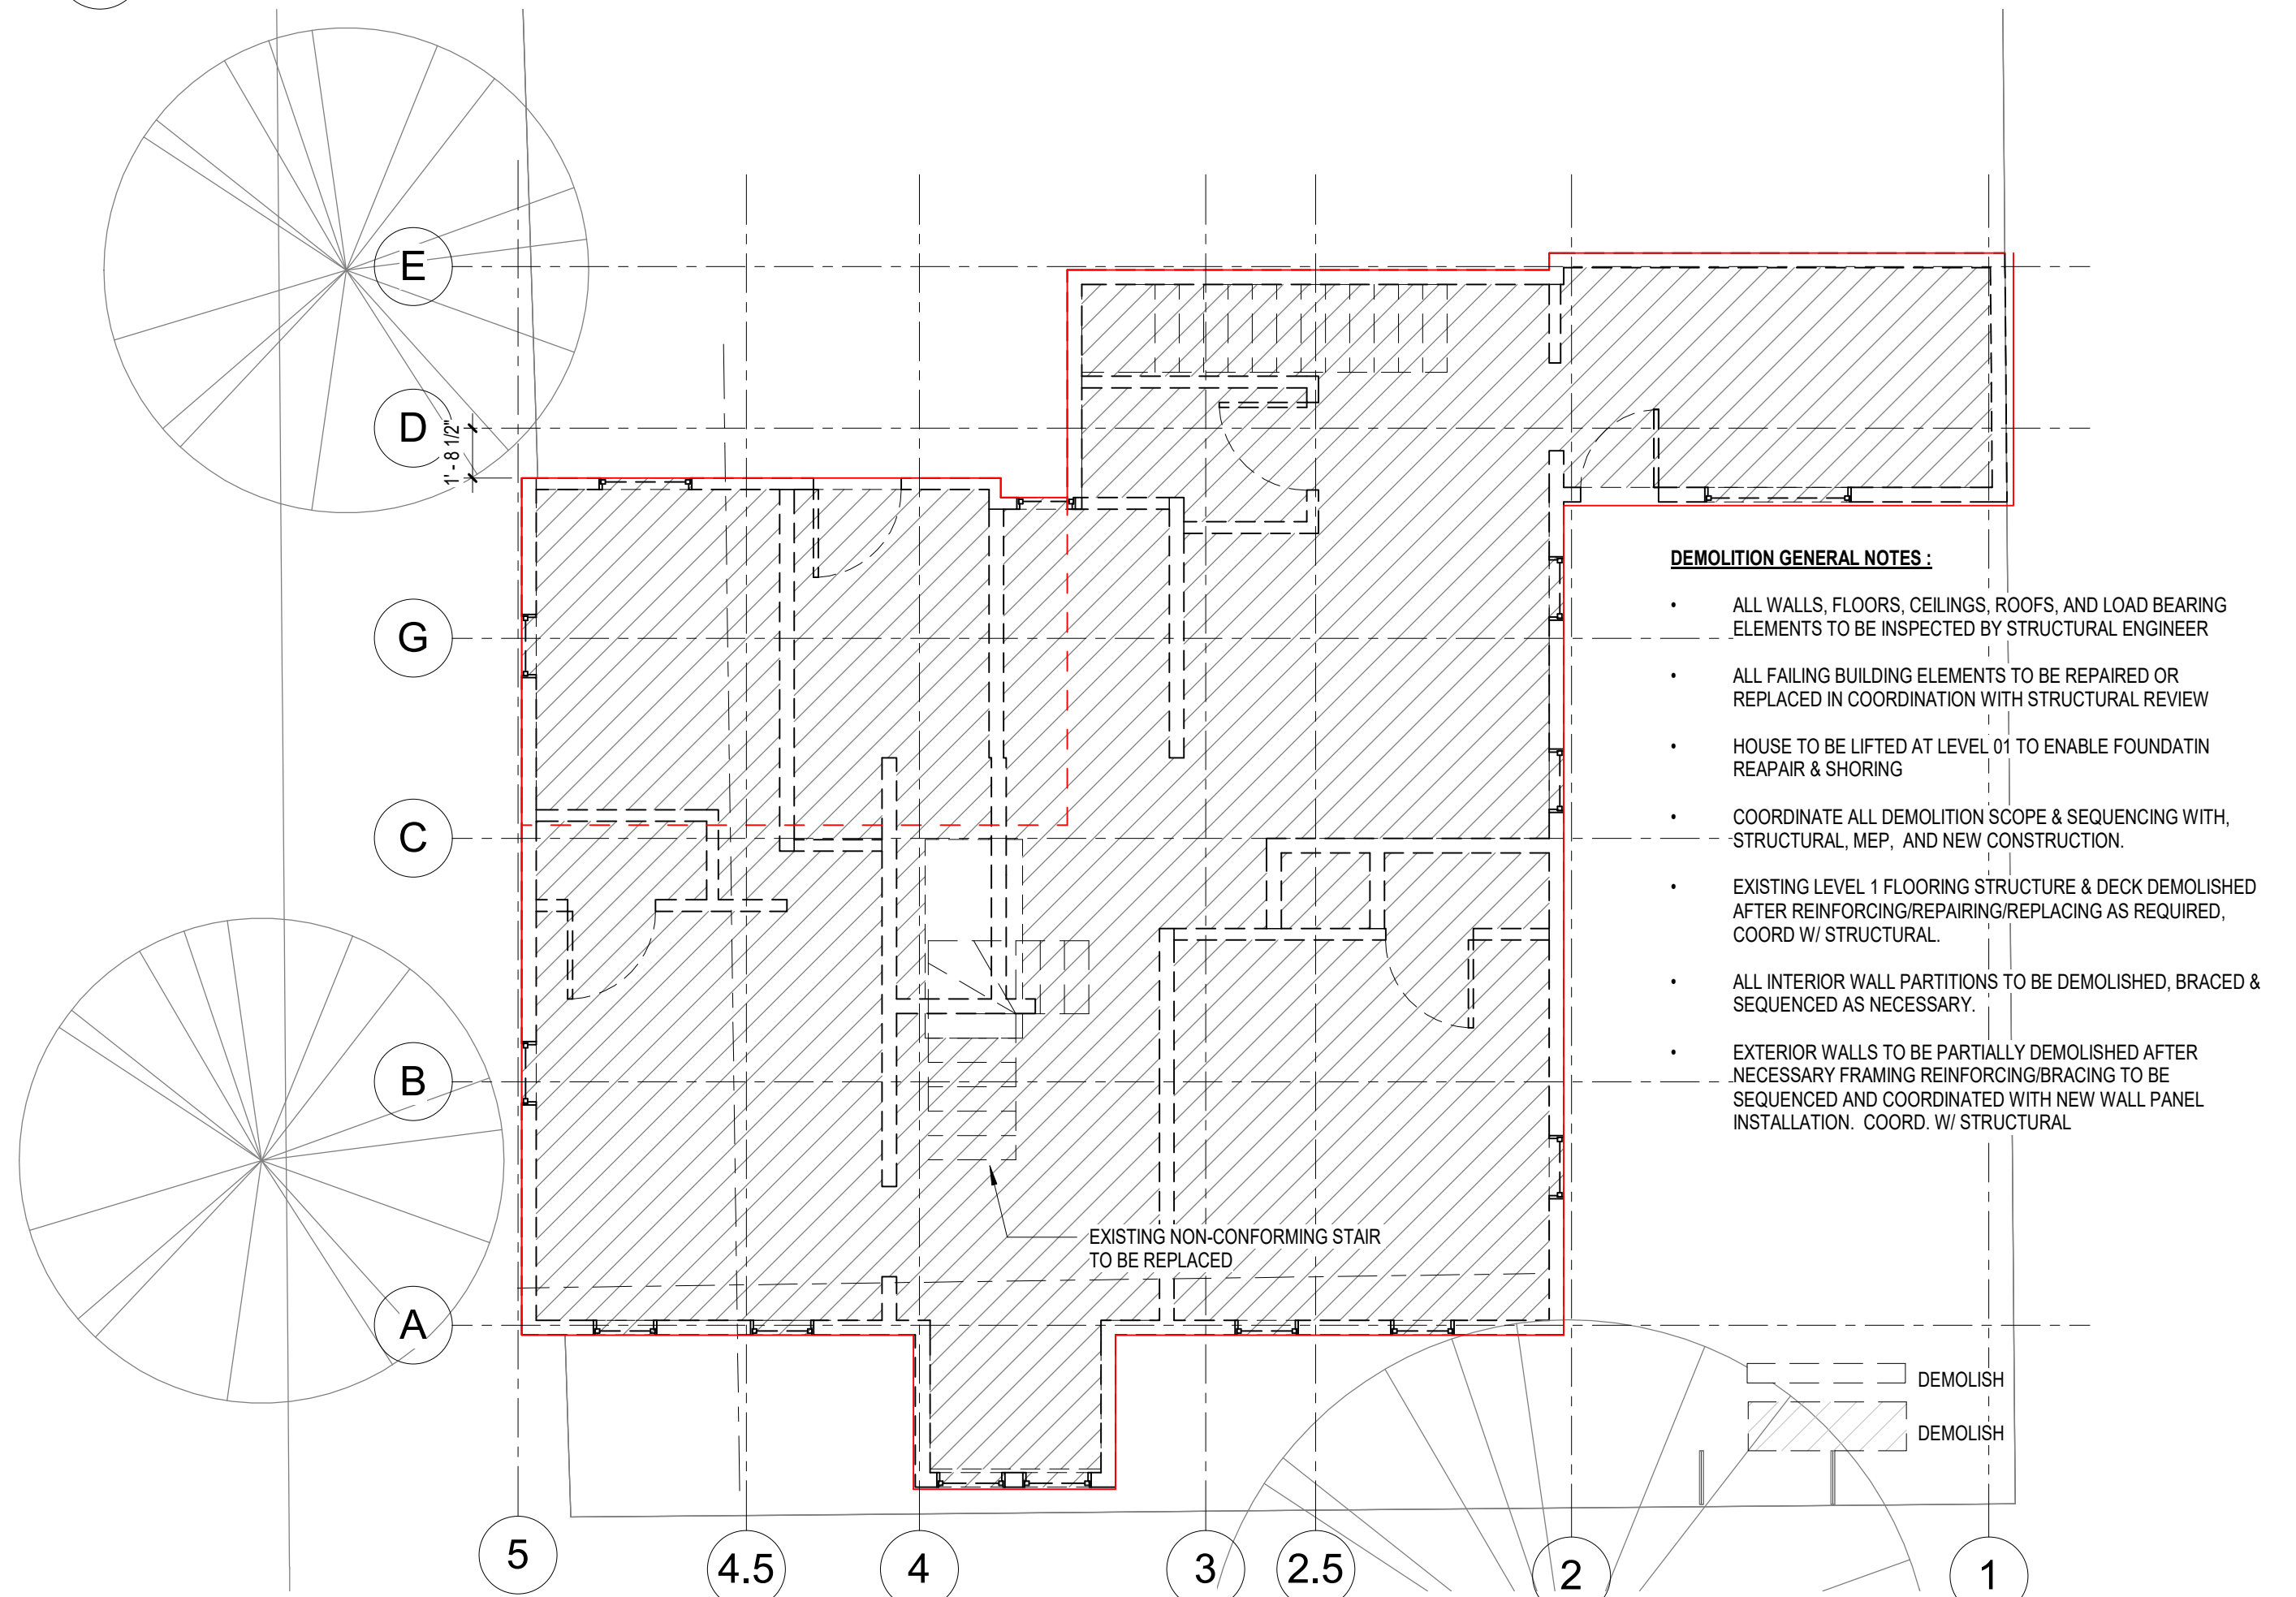 E
D
1' - 8 1/2"
G
C
B
A
DEMOLITION GENERAL NOTES :
• ALL WALLS, FLOORS, CEILINGS, ROOFS, AND LOAD BEARING
ELEMENTS TO BE INSPECTED BY STRUCTURAL ENGINEER
• ALL FAILING BUILDING ELEMENTS TO BE REPAIRED OR
REPLACED IN COORDINATION WITH STRUCTURAL REVIEW
• HOUSE TO BE LIFTED AT LEVEL 01 TO ENABLE FOUNDATIN
REAPAIR & SHORING
• COORDINATE ALL DEMOLITION SCOPE & SEQUENCING WITH,
STRUCTURAL, MEP, AND NEW CONSTRUCTION.
• EXISTING LEVEL 1 FLOORING STRUCTURE & DECK DEMOLISHED
AFTER REINFORCING/REPAIRING/REPLACING AS REQUIRED,
COORD W/ STRUCTURAL.
• ALL INTERIOR WALL PARTITIONS TO BE DEMOLISHED, BRACED &
SEQUENCED AS NECESSARY.
• EXTERIOR WALLS TO BE PARTIALLY DEMOLISHED AFTER
NECESSARY FRAMING REINFORCING/BRACING TO BE
SEQUENCED AND COORDINATED WITH NEW WALL PANEL
INSTALLATION. COORD. W/ STRUCTURAL
EXISTING NON-CONFORMING STAIR
TO BE REPLACED
DEMOLISH
DEMOLISH
5
4.5
4
3
2.5
2
1